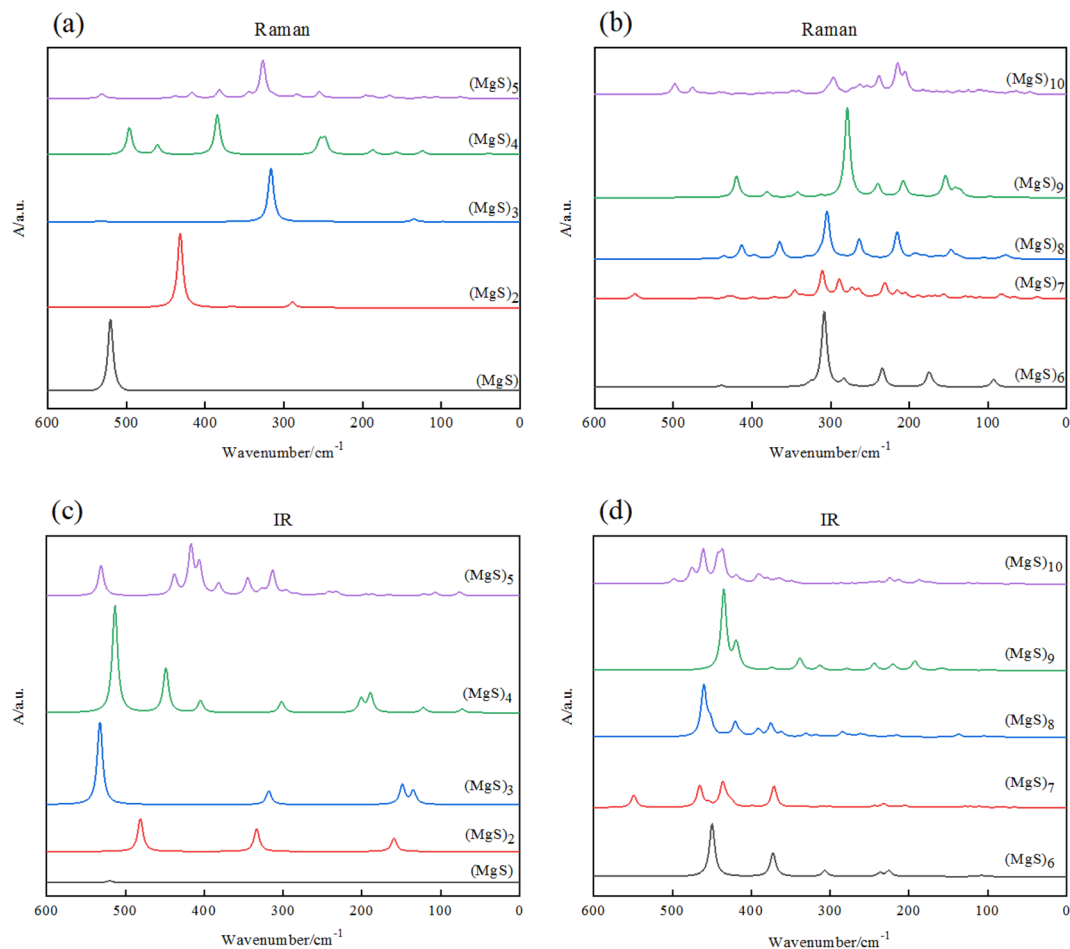 (a)
Raman
A/a.u.
(MgS)5
(MgS)4
(MgS)3
(MgS)2
(MgS)
600 500 400 300 200 100 0
Wavenumber/cm-1
(b)
Raman
A/a.u.
(MgS)10
(MgS)9
(MgS)8
(MgS)7
(MgS)6
600 500 400 300 200 100 0
Wavenumber/cm-1
(c)
IR
A/a.u.
(MgS)5
(MgS)4
(MgS)3
(MgS)2
(MgS)
600 500 400 300 200 100 0
Wavenumber/cm-1
(d)
IR
A/a.u.
(MgS)10
(MgS)9
(MgS)8
(MgS)7
(MgS)6
600 500 400 300 200 100 0
Wavenumber/cm-1